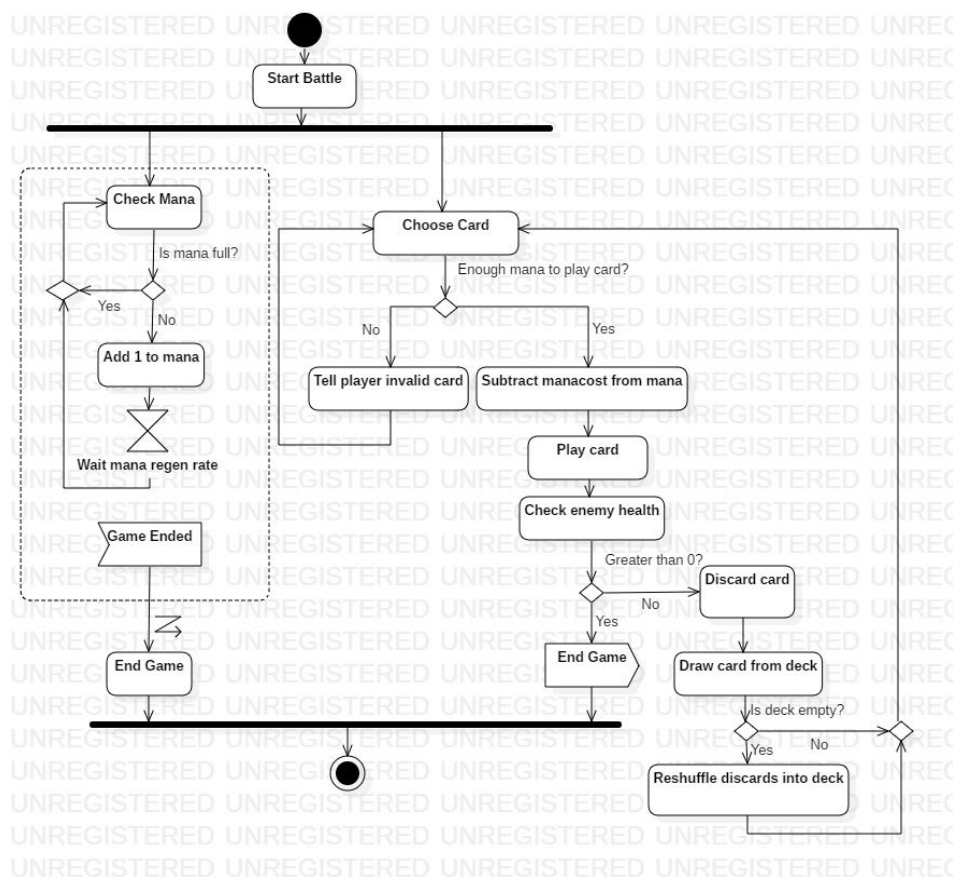 UNREGISTERED UNREGISTERED UNREGISTERED UNREGISTERED
Start Battle
Check Mana
Is mana full?
Yes
No
Add 1 to mana
Wait mana regen rate
Game Ended
End Game
Choose Card
Enough mana to play card?
No
Yes
Tell player invalid card
Subtract manacost from mana
Play card
Check enemy health
Greater than 0?
No
Yes
End Game
Discard card
Draw card from deck
Is deck empty?
Yes
No
Reshuffle discards into deck